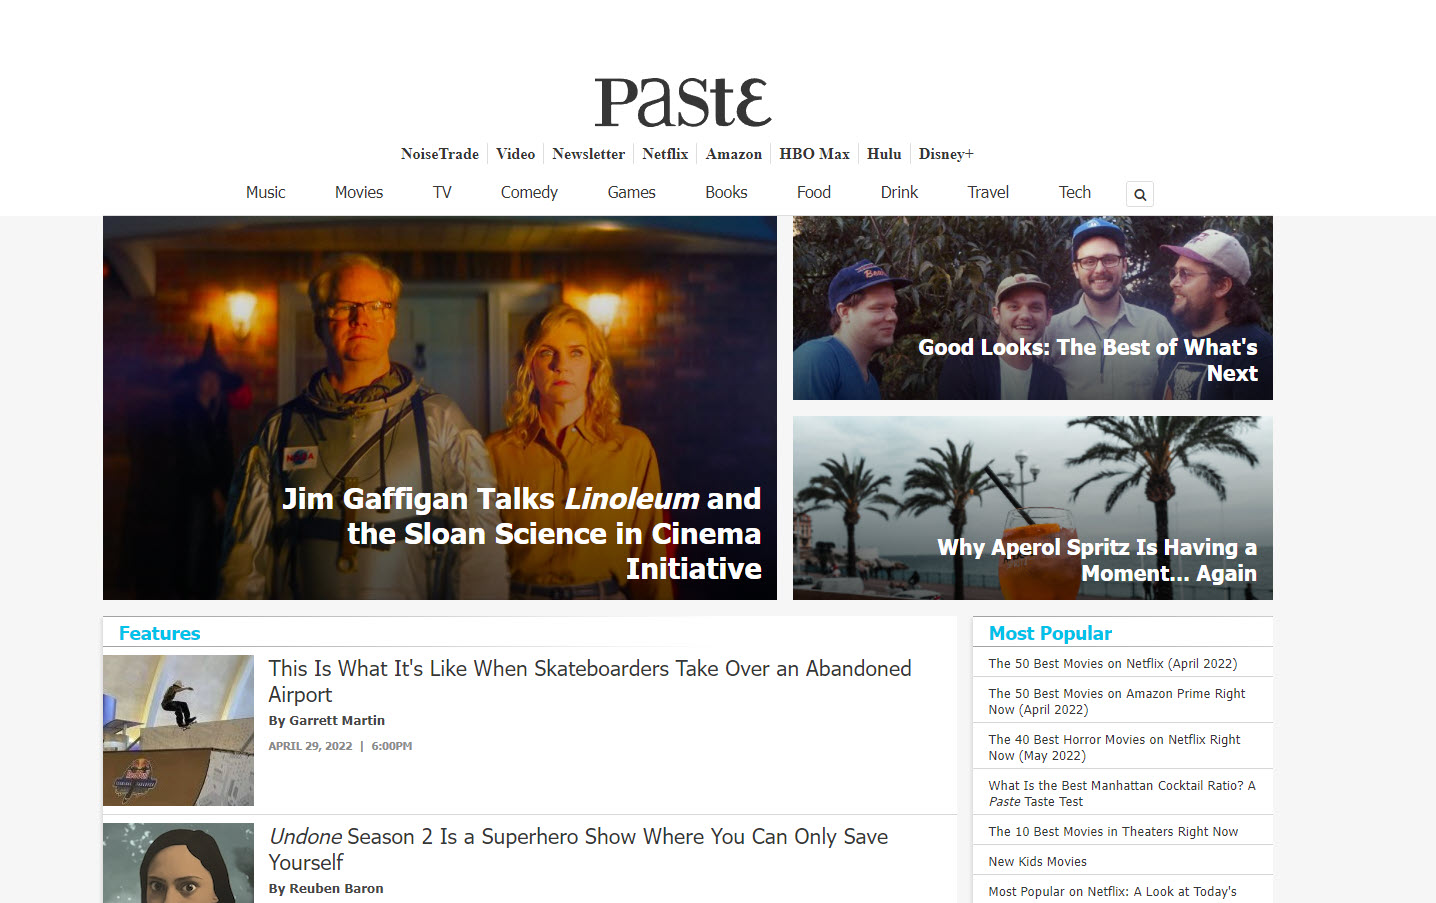 PaSTE
NoiseTrade
Video
Newsletter
Netflix
Amazon
HBO Max
Hulu
Disney+
Music
Movies
TV
Comedy
Games
Books
Food
Drink
Travel
Tech
Jim Gaffigan Talks Linoleum and
the Sloan Science in Cinema
Initiative
Good Looks: The Best of What's
Next
Why Aperol Spritz Is Having a
Moment... Again
Features
This Is What It's Like When Skateboarders Take Over an Abandoned
Airport
By Garrett Martin
APRIL 29, 2022 | 6:00PM
Undone Season 2 Is a Superhero Show Where You Can Only Save
Yourself
By Reuben Baron
Most Popular
The 50 Best Movies on Netflix (April 2022)
The 50 Best Movies on Amazon Prime Right
Now (April 2022)
The 40 Best Horror Movies on Netflix Right
Now (May 2022)
What Is the Best Manhattan Cocktail Ratio? A
Paste Taste Test
The 10 Best Movies in Theaters Right Now
New Kids Movies
Most Popular on Netflix: A Look at Today's